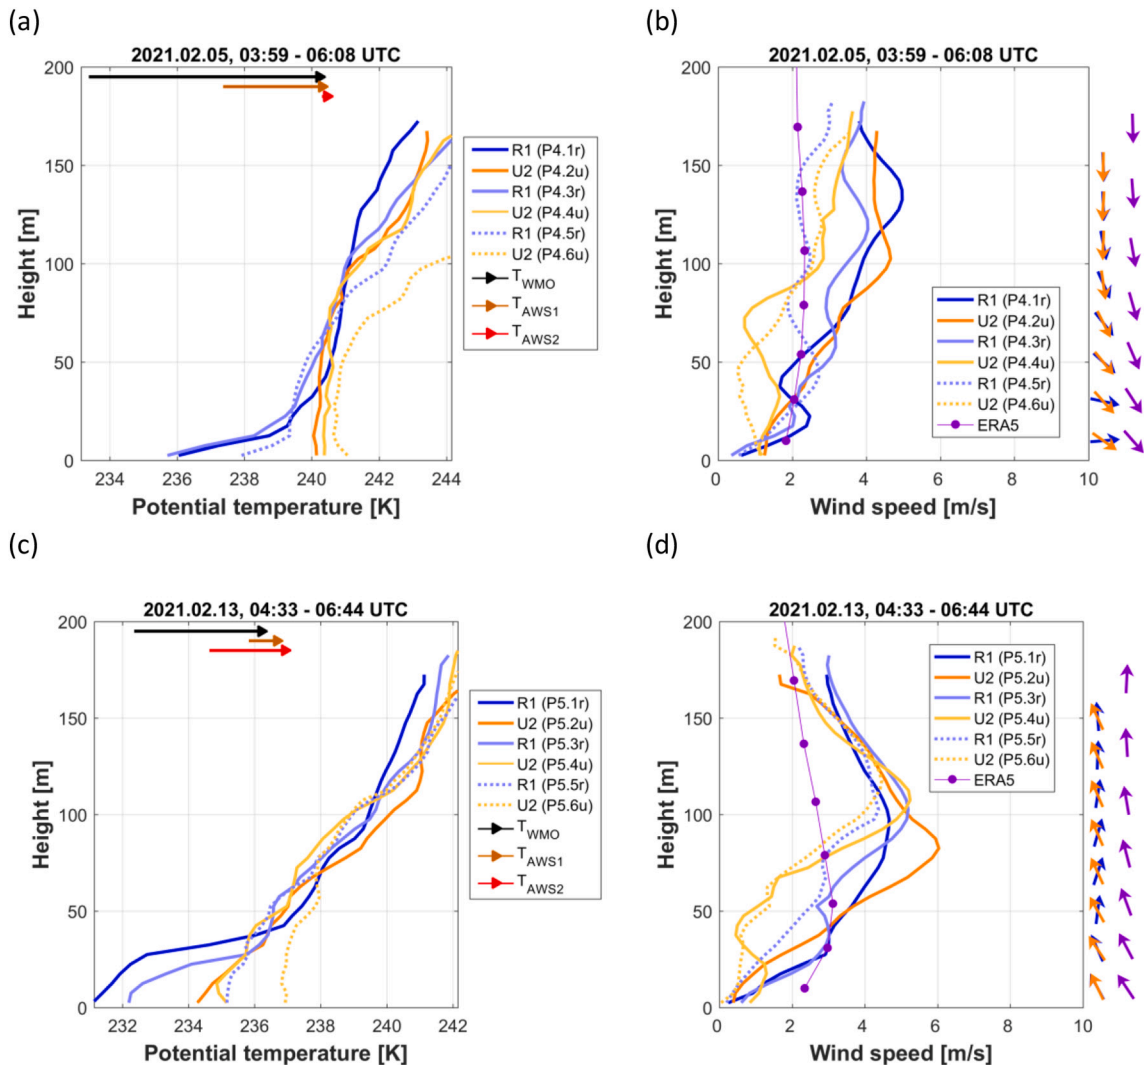 (a)
2021.02.05, 03:59 - 06:08 UTC
200
150
100
50
0
234
236
238
240
242
244
Height [m]
Potential temperature [K]
R1 (P4.1r)
U2 (P4.2u)
R1 (P4.3r)
U2 (P4.4u)
R1 (P4.5r)
U2 (P4.6u)
T_WMO
T_AWS1
T_AWS2
(b)
2021.02.05, 03:59 - 06:08 UTC
200
150
100
50
0
0
2
4
6
8
10
Height [m]
Wind speed [m/s]
R1 (P4.1r)
U2 (P4.2u)
R1 (P4.3r)
U2 (P4.4u)
R1 (P4.5r)
U2 (P4.6u)
ERA5
(c)
2021.02.13, 04:33 - 06:44 UTC
200
150
100
50
0
232
234
236
238
240
242
Height [m]
Potential temperature [K]
R1 (P5.1r)
U2 (P5.2u)
R1 (P5.3r)
U2 (P5.4u)
R1 (P5.5r)
U2 (P5.6u)
T_WMO
T_AWS1
T_AWS2
(d)
2021.02.13, 04:33 - 06:44 UTC
200
150
100
50
0
0
2
4
6
8
10
Height [m]
Wind speed [m/s]
R1 (P5.1r)
U2 (P5.2u)
R1 (P5.3r)
U2 (P5.4u)
R1 (P5.5r)
U2 (P5.6u)
ERA5